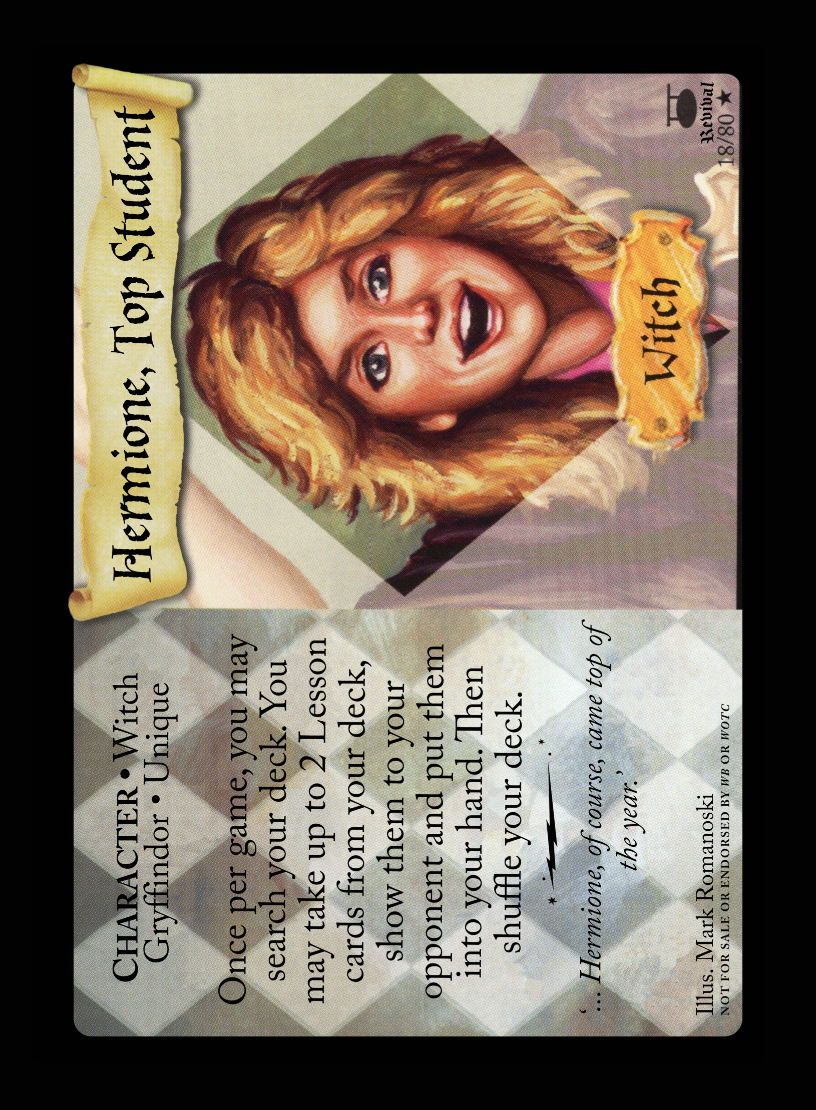 Hermione, Top Student
CHARACTER • Witch
Gryffindor • Unique
Once per game, you may
search your deck. You
may take up to 2 Lesson
cards from your deck,
show them to your
opponent and put them
into your hand. Then
shuffle your deck.
‘... Hermione, of course, came top of
the year.’
Illus. Mark Romanoski
NOT FOR SALE OR ENDORSED BY WB OR WOTC
Witch
Revival
18/80 ★